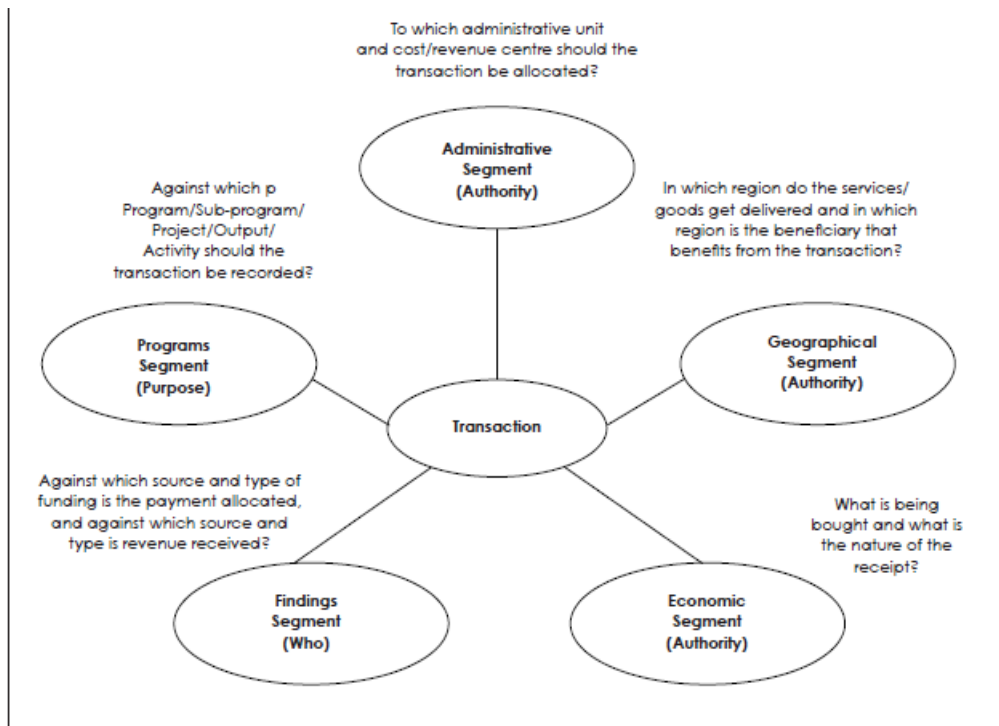 To which administrative unit
and cost/revenue centre should the
transaction be allocated?
Administrative
Segment
(Authority)
Against which p
Program/Sub-program/
Project/Output/
Activity should the
transaction be recorded?
In which region do the services/
goods get delivered and in which
region is the beneficiary that
benefits from the transaction?
Programs
Segment
(Purpose)
Geographical
Segment
(Authority)
Transaction
Against which source and type of
funding is the payment allocated,
and against which source and
type is revenue received?
What is being
bought and what is
the nature of the
receipt?
Findings
Segment
(Who)
Economic
Segment
(Authority)